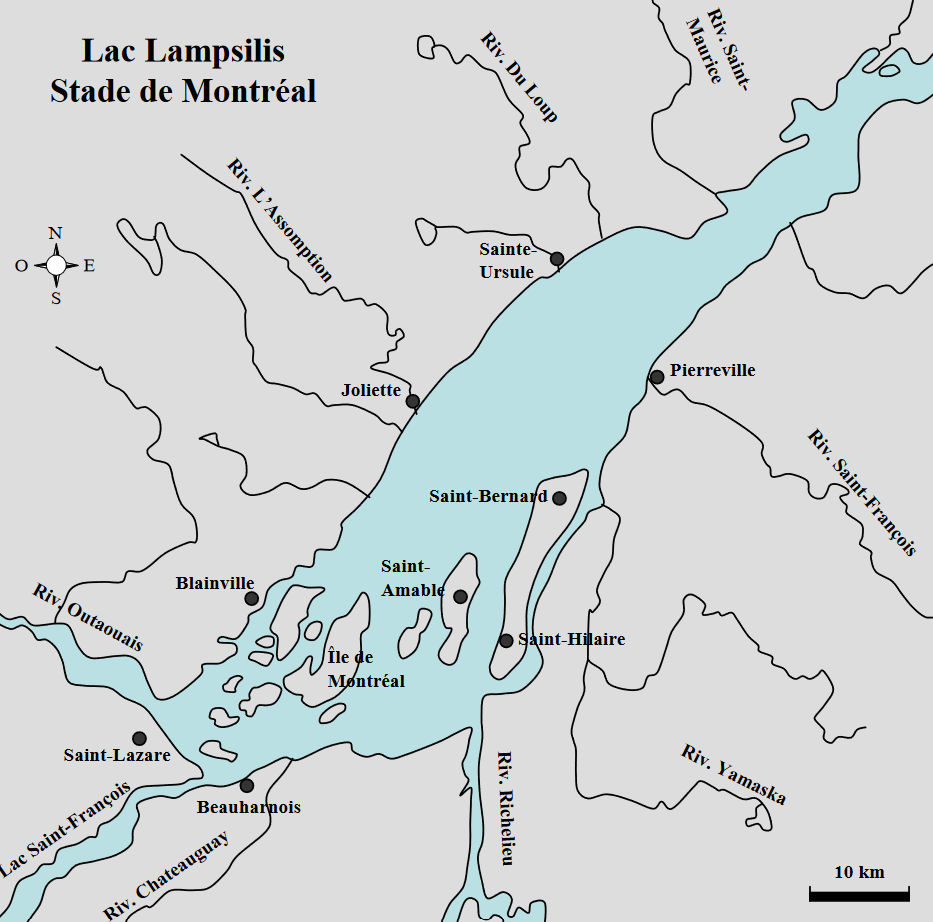 Lac Lampsilis
Stade de Montréal
Riv. Du Loup
Riv. Saint-
Maurice
Riv. L'Assomption
N
O
E
S
Sainte-
Ursule
Joliette
Pierreville
Riv. Saint-François
Saint-Bernard
Saint-
Amable
Blainville
Riv. Outaouais
Saint-Hilaire
Île de
Montréal
Saint-Lazare
Riv. Yamaska
Riv. Richelieu
Beauharnois
Lac Saint-François
Riv. Chateauguay
10 km